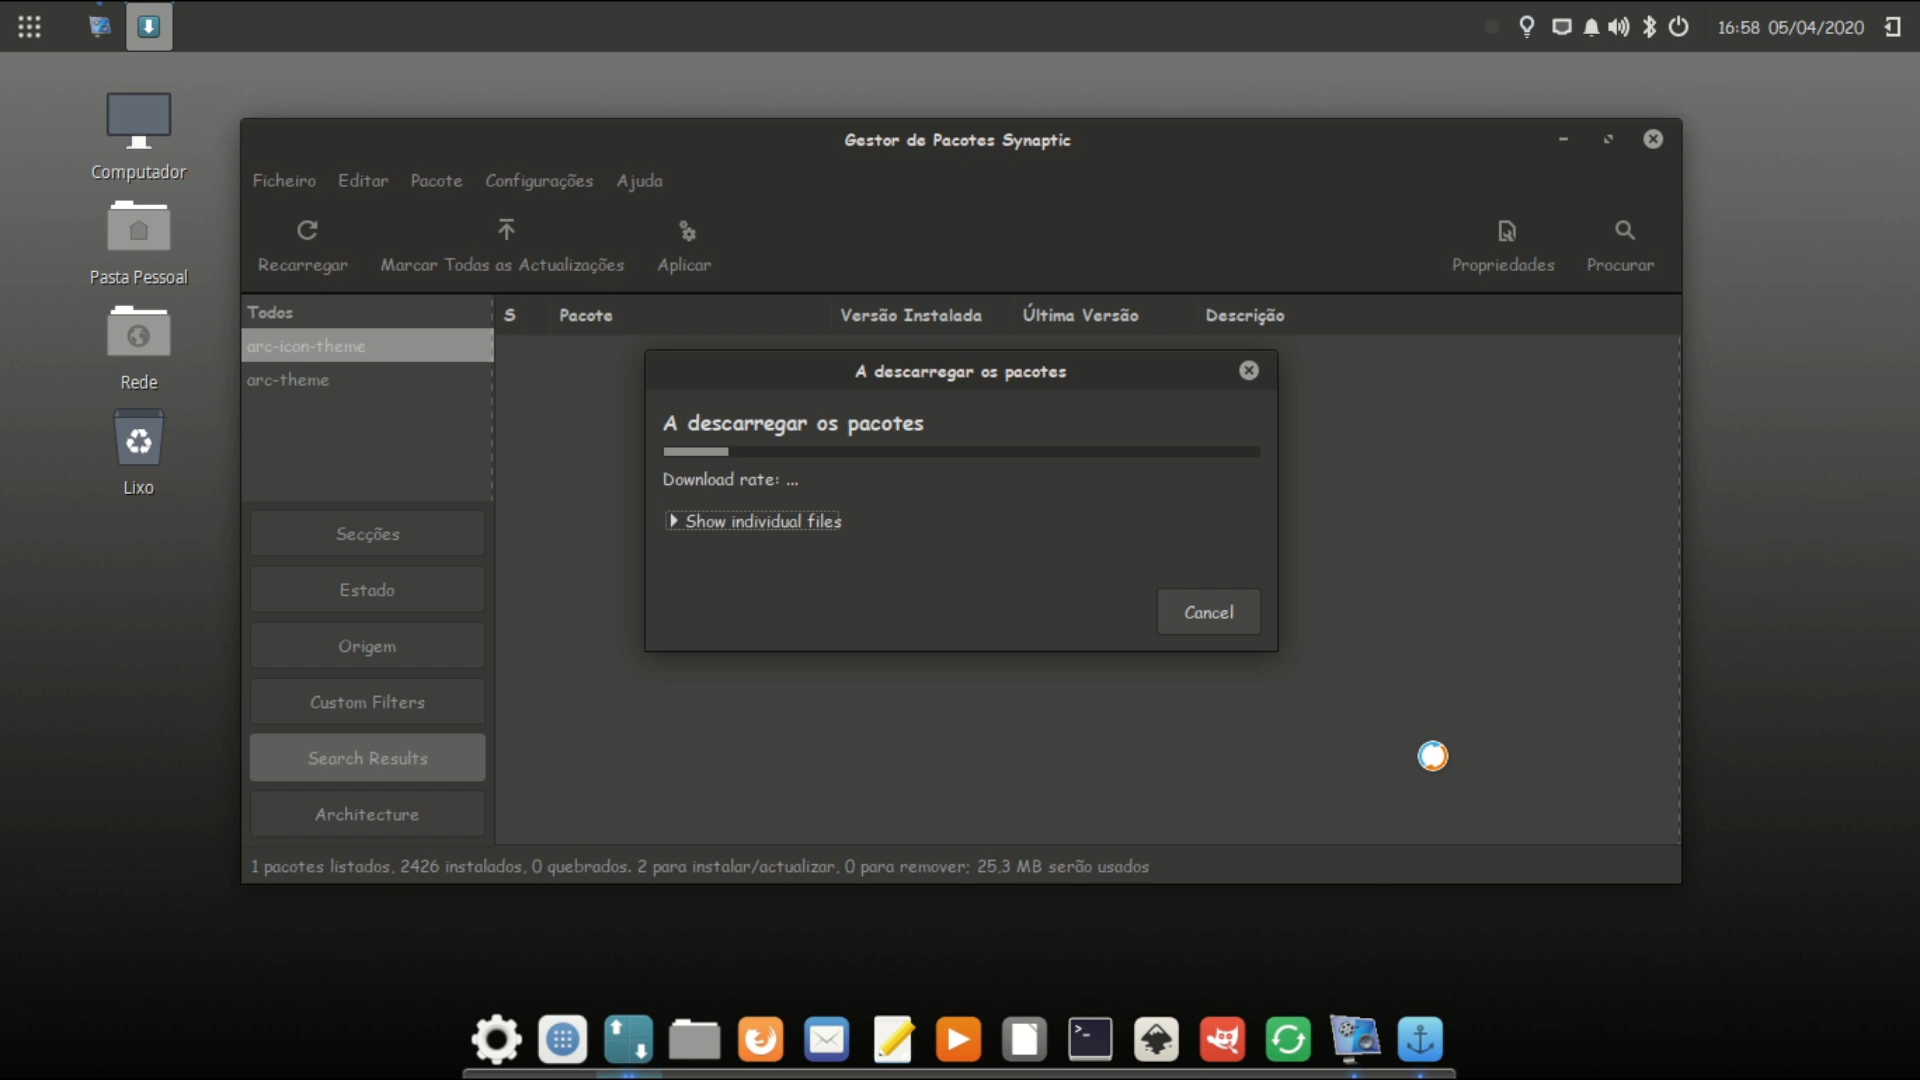 16:58 05/04/2020
Computador
Pasta Pessoal
Rede
Lixo
Gestor de Pacotes Synaptic
Ficheiro Editar Pacote Configurações Ajuda
Recarregar Marcar Todas as Actualizações Aplicar Propriedades Procurar
Todos
arc-icon-theme
arc-theme
S Pacote Versão Instalada Última Versão Descrição
A descarregar os pacotes
A descarregar os pacotes
Download rate: ...
Show individual files
Cancel
Secções
Estado
Origem
Custom Filters
Search Results
Architecture
1 pacotes listados, 2426 instalados, 0 quebrados. 2 para instalar/actualizar, 0 para remover; 25,3 MB serão usados